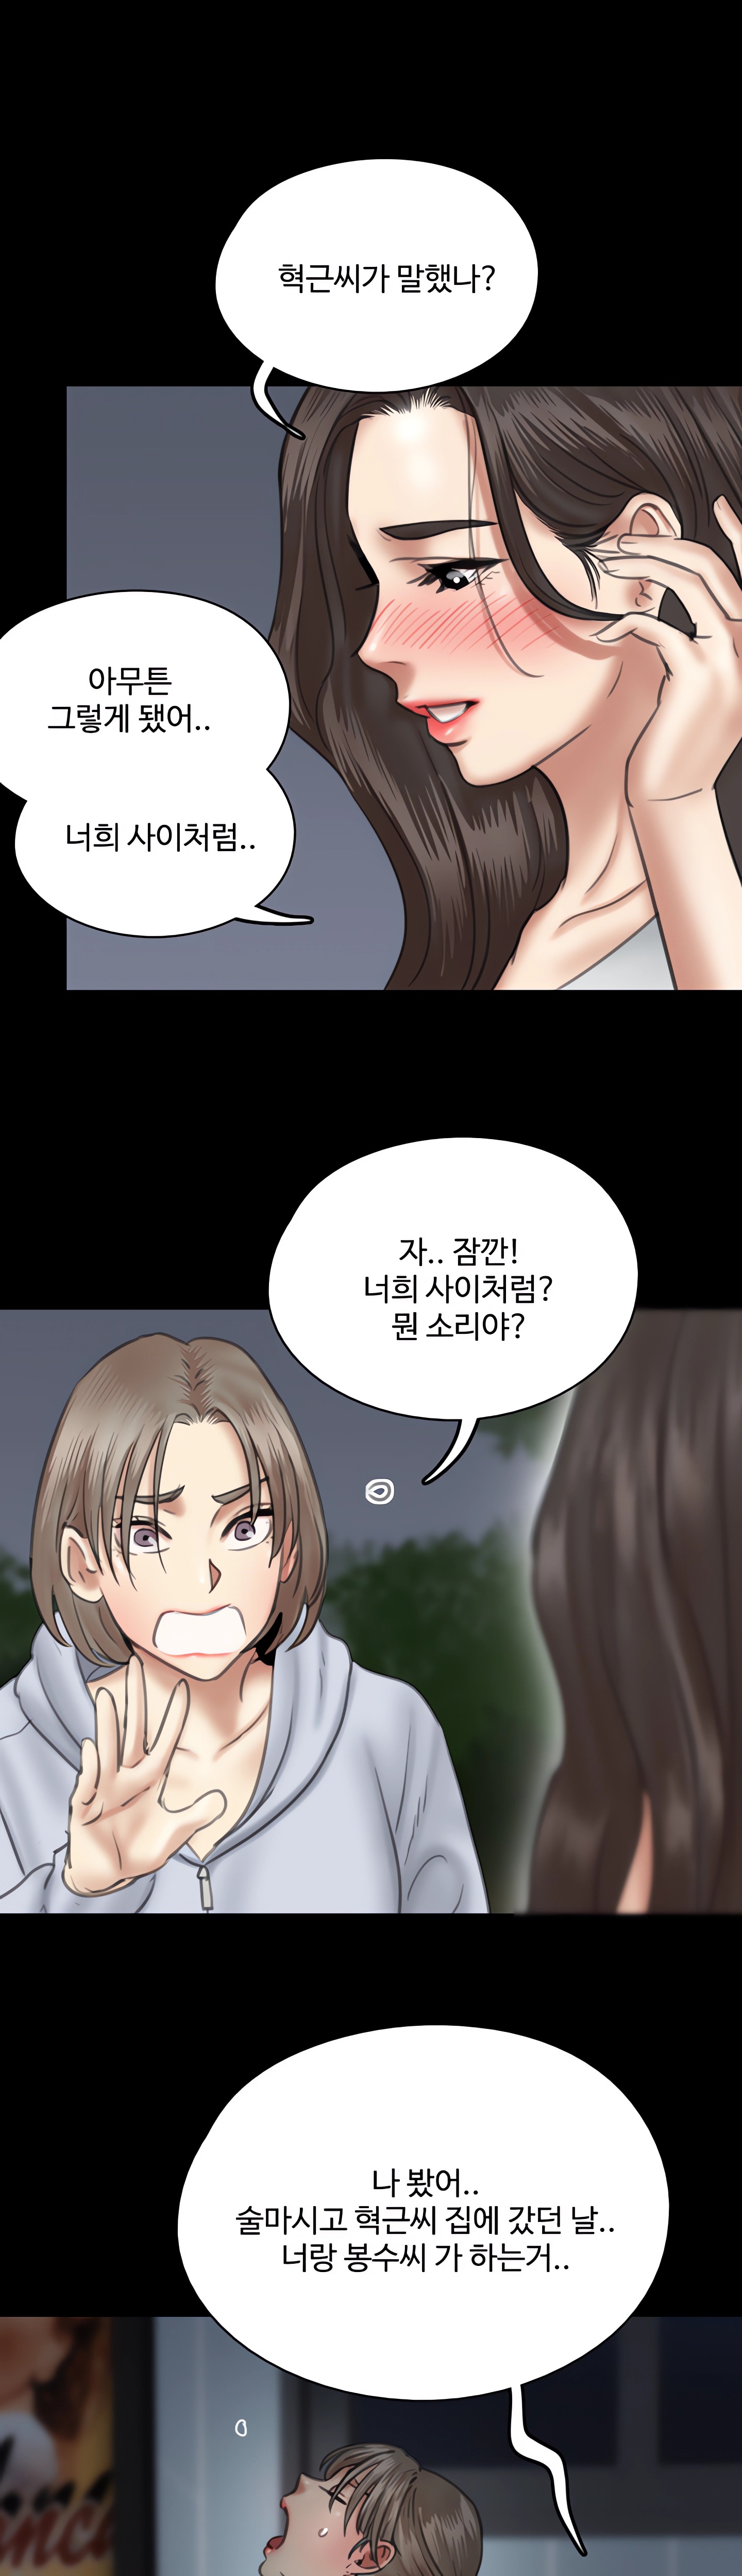 혁근씨가 말했나?
아무튼
그렇게 됐어..
너희 사이처럼..
자.. 잠깐!
너희 사이처럼?
뭔 소리야?
나 봤어..
술마시고 혁근씨 집에 갔던 날..
너랑 봉수씨 가 하는거..